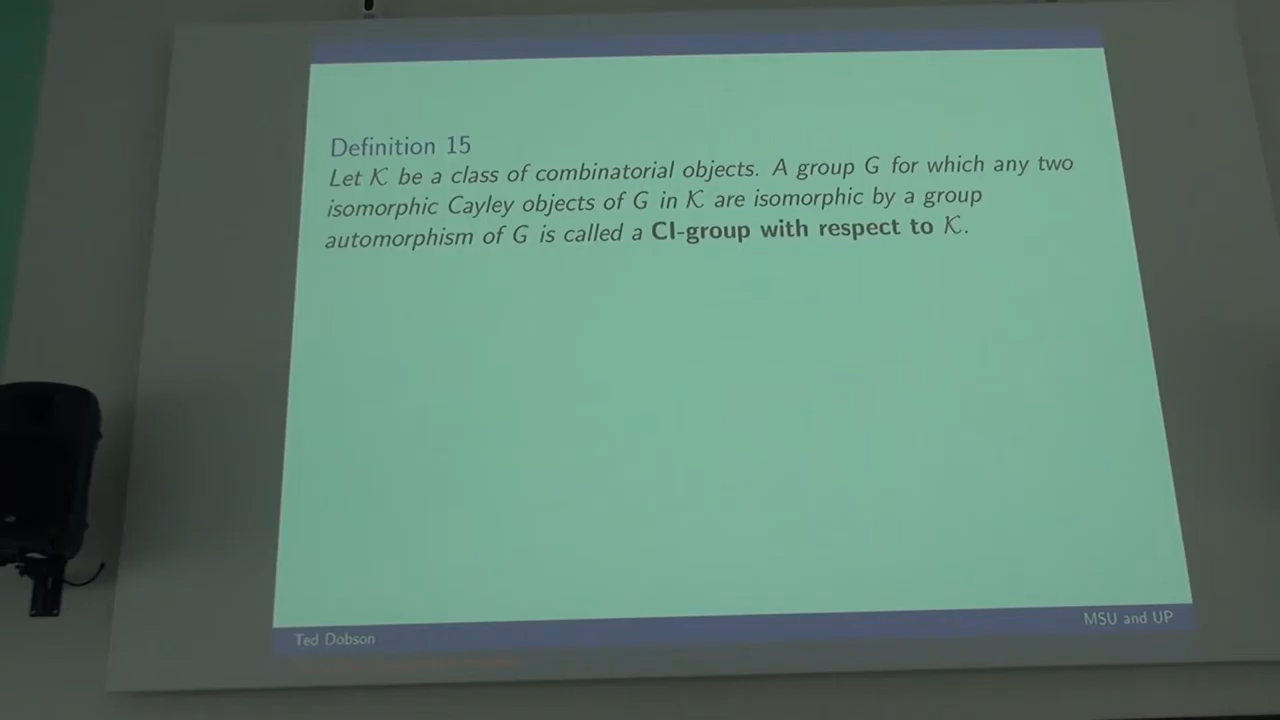 Definition 15
Let K be a class of combinatorial objects. A group G for which any two
isomorphic Cayley objects of G in K are isomorphic by a group
automorphism of G is called a CI-group with respect to K.
Ted Dobson
MSU and UP